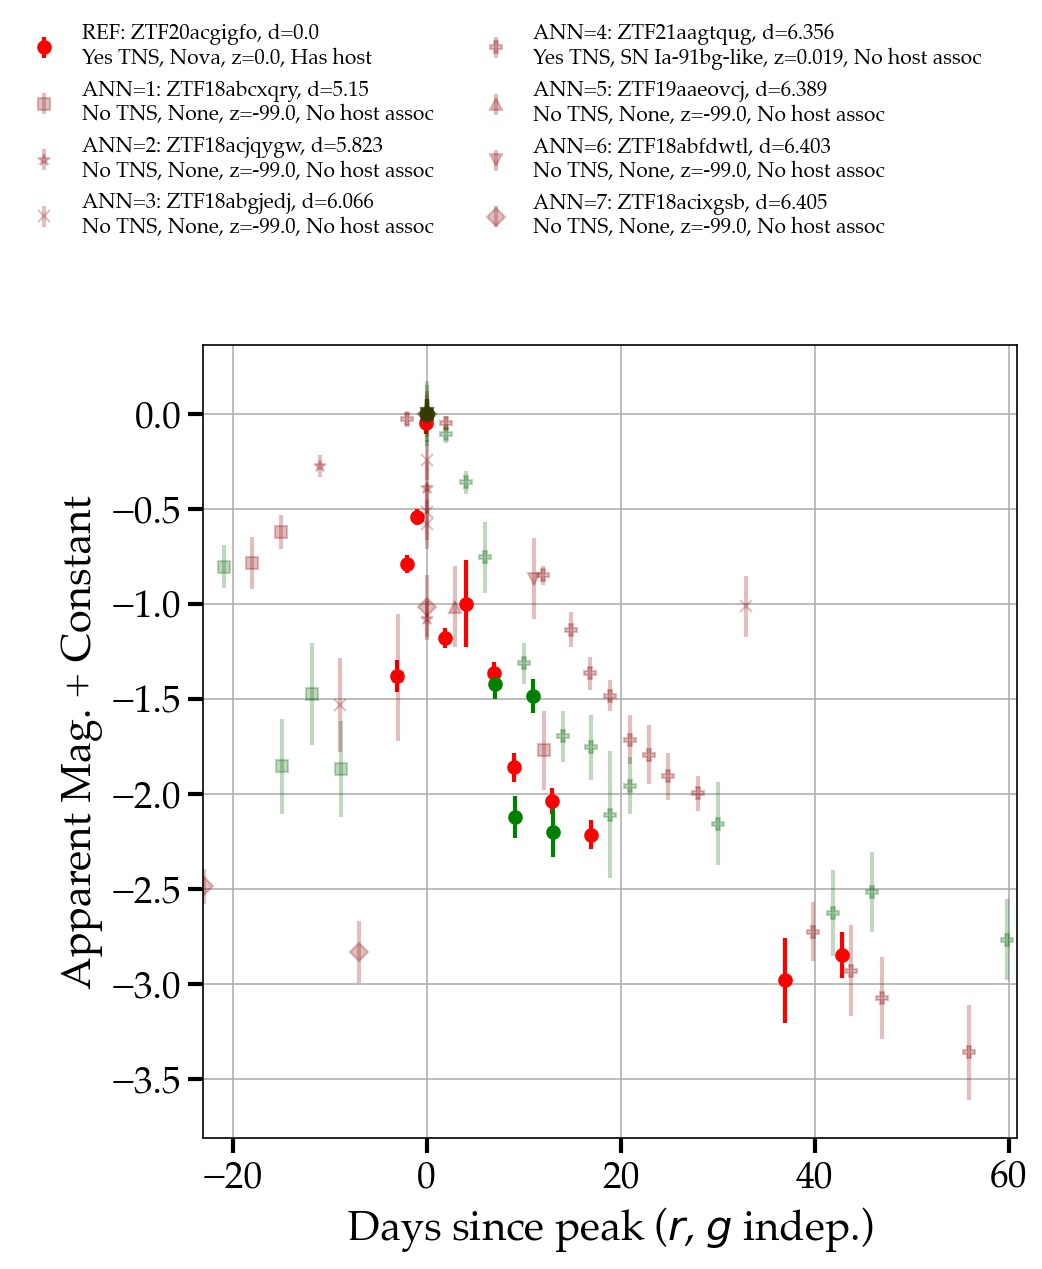 REF: ZTF20acgigfo, d=0.0
Yes TNS, Nova, z=0.0, Has host
ANN=1: ZTF18abcxqry, d=5.15
No TNS, None, z=-99.0, No host assoc
ANN=2: ZTF18acjqygw, d=5.823
No TNS, None, z=-99.0, No host assoc
ANN=3: ZTF18abgjedj, d=6.066
No TNS, None, z=-99.0, No host assoc
ANN=4: ZTF21aagtqug, d=6.356
Yes TNS, SN Ia-91bg-like, z=0.019, No host assoc
ANN=5: ZTF19aaeovcj, d=6.389
No TNS, None, z=-99.0, No host assoc
ANN=6: ZTF18abfdwtl, d=6.403
No TNS, None, z=-99.0, No host assoc
ANN=7: ZTF18acixgsb, d=6.405
No TNS, None, z=-99.0, No host assoc
Apparent Mag. + Constant
0.0
−0.5
−1.0
−1.5
−2.0
−2.5
−3.0
−3.5
−20 0 20 40 60
Days since peak (r, g indep.)